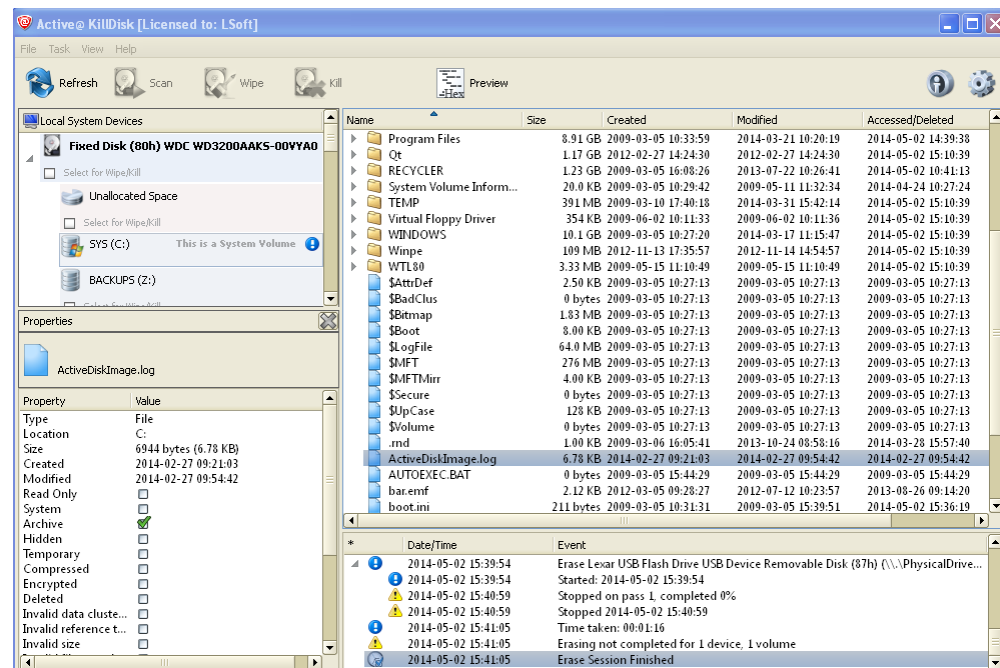 Active@ KillDisk [Licensed to: LSoft]
File Task View Help
Refresh Scan Wipe Kill Preview
Local System Devices
Fixed Disk (80h) WDC WD3200AAKS-00VYA0
Select for Wipe/Kill
Unallocated Space
Select for Wipe/Kill
SYS (C:) This is a System Volume
BACKUPS (Z:)
Select for Wipe/Kill
Properties
ActiveDiskImage.log
Property Value
Type File
Location C:
Size 6944 bytes (6.78 KB)
Created 2014-02-27 09:21:03
Modified 2014-02-27 09:54:42
Read Only
System
Archive
Hidden
Temporary
Compressed
Encrypted
Deleted
Invalid data cluste...
Invalid reference t...
Invalid size
Name Size Created Modified Accessed/Deleted
Program Files 8.91 GB 2009-03-05 10:33:59 2014-03-21 10:20:19 2014-05-02 14:39:38
Qt 1.17 GB 2012-02-27 14:24:30 2012-02-27 14:24:30 2014-05-02 15:10:39
RECYCLER 1.23 GB 2009-03-05 16:08:26 2013-07-22 10:26:41 2014-05-02 10:41:13
System Volume Inform... 20.0 KB 2009-03-05 10:29:42 2009-05-11 11:32:34 2014-04-24 10:27:24
TEMP 391 MB 2009-03-10 17:40:18 2014-03-31 15:42:14 2014-05-02 15:10:39
Virtual Floppy Driver 354 KB 2009-06-02 10:11:33 2009-06-02 10:11:36 2014-05-02 15:10:39
WINDOWS 10.1 GB 2009-03-05 10:27:20 2014-03-17 11:15:47 2014-05-02 15:10:39
Winpe 109 MB 2012-11-13 17:35:57 2012-11-14 14:54:57 2014-05-02 15:10:39
WTL80 3.33 MB 2009-05-15 11:10:49 2009-05-15 11:10:49 2014-05-02 15:10:39
$AttrDef 2.50 KB 2009-03-05 10:27:13 2009-03-05 10:27:13 2009-03-05 10:27:13
$BadClus 0 bytes 2009-03-05 10:27:13 2009-03-05 10:27:13 2009-03-05 10:27:13
$Bitmap 1.83 MB 2009-03-05 10:27:13 2009-03-05 10:27:13 2009-03-05 10:27:13
$Boot 8.00 KB 2009-03-05 10:27:13 2009-03-05 10:27:13 2009-03-05 10:27:13
$LogFile 64.0 MB 2009-03-05 10:27:13 2009-03-05 10:27:13 2009-03-05 10:27:13
$MFT 276 MB 2009-03-05 10:27:13 2009-03-05 10:27:13 2009-03-05 10:27:13
$MFTMirr 4.00 KB 2009-03-05 10:27:13 2009-03-05 10:27:13 2009-03-05 10:27:13
$Secure 0 bytes 2009-03-05 10:27:13 2009-03-05 10:27:13 2009-03-05 10:27:13
$UpCase 128 KB 2009-03-05 10:27:13 2009-03-05 10:27:13 2009-03-05 10:27:13
$Volume 0 bytes 2009-03-05 10:27:13 2009-03-05 10:27:13 2009-03-05 10:27:13
.rnd 1.00 KB 2009-03-06 16:05:41 2013-10-24 08:58:16 2014-03-28 15:57:40
ActiveDiskImage.log 6.78 KB 2014-02-27 09:21:03 2014-02-27 09:54:42 2014-02-27 09:54:42
AUTOEXEC.BAT 0 bytes 2009-03-05 15:44:29 2009-03-05 15:44:29 2009-03-05 15:44:29
bar.emf 2.12 KB 2012-03-05 09:28:27 2012-07-12 10:23:57 2013-08-26 09:14:20
boot.ini 211 bytes 2009-03-05 10:31:31 2009-03-05 15:39:51 2014-05-02 15:36:19
* Date/Time Event
2014-05-02 15:39:54 Erase Lexar USB Flash Drive USB Device Removable Disk (87h) (\\.\PhysicalDrive...
2014-05-02 15:39:54 Started: 2014-05-02 15:39:54
2014-05-02 15:40:59 Stopped on pass 1, completed 0%
2014-05-02 15:40:59 Stopped 2014-05-02 15:40:59
2014-05-02 15:41:05 Time taken: 00:01:16
2014-05-02 15:41:05 Erasing not completed for 1 device, 1 volume
2014-05-02 15:41:05 Erase Session Finished